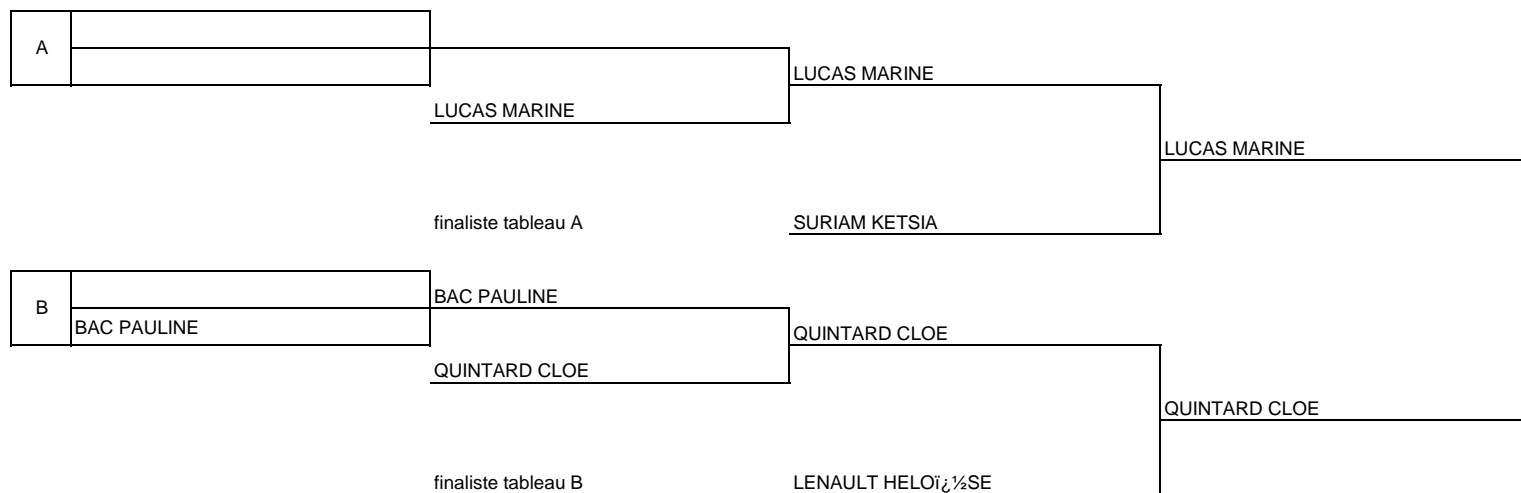 A
LUCAS MARINE
LUCAS MARINE
LUCAS MARINE
finaliste tableau A
SURIAM KETSIA
B
BAC PAULINE
BAC PAULINE
QUINTARD CLOE
QUINTARD CLOE
QUINTARD CLOE
finaliste tableau B
LENAULT HELOï¿½SE